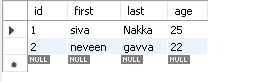 id first last age
1 siva Nakka 25
2 neveen gavva 22
NULL NULL NULL NULL